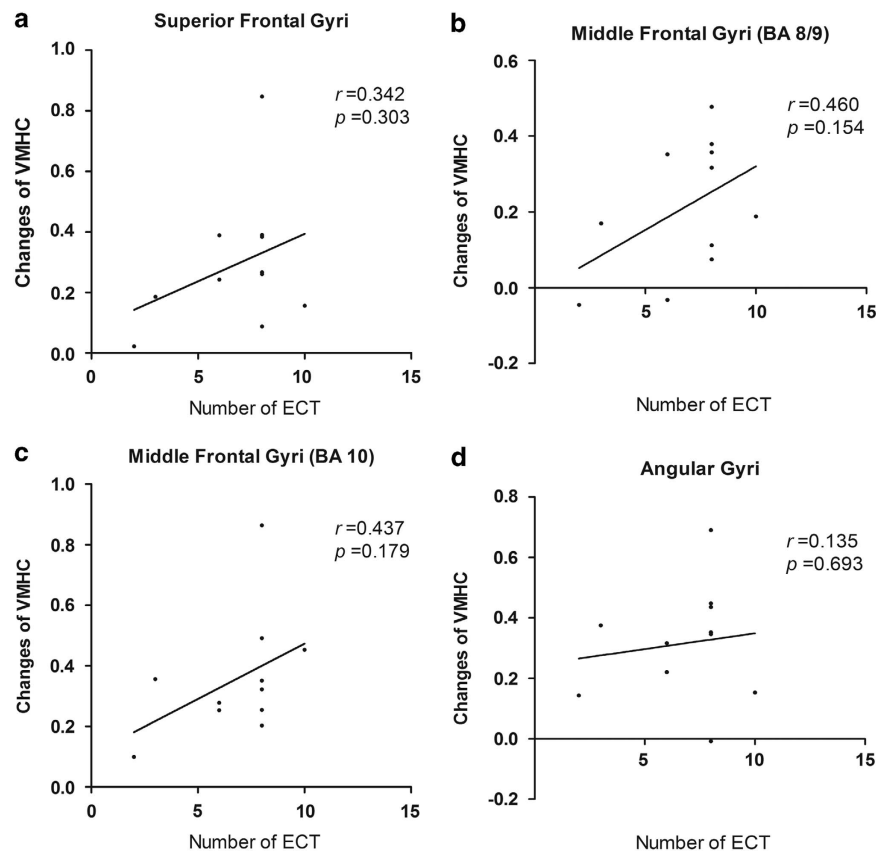 a
Superior Frontal Gyri
1.0
0.8
0.6
0.4
0.2
0.0
Changes of VMHC
r=0.342
p =0.303
0 5 10 15
Number of ECT
b
Middle Frontal Gyri (BA 8/9)
0.6
0.4
0.2
0.0
-0.2
Changes of VMHC
r=0.460
p =0.154
5 10 15
Number of ECT
c
Middle Frontal Gyri (BA 10)
1.0
0.8
0.6
0.4
0.2
0.0
Changes of VMHC
r=0.437
p =0.179
0 5 10 15
Number of ECT
d
Angular Gyri
0.8
0.6
0.4
0.2
0.0
-0.2
Changes of VMHC
r=0.135
p =0.693
5 10 15
Number of ECT